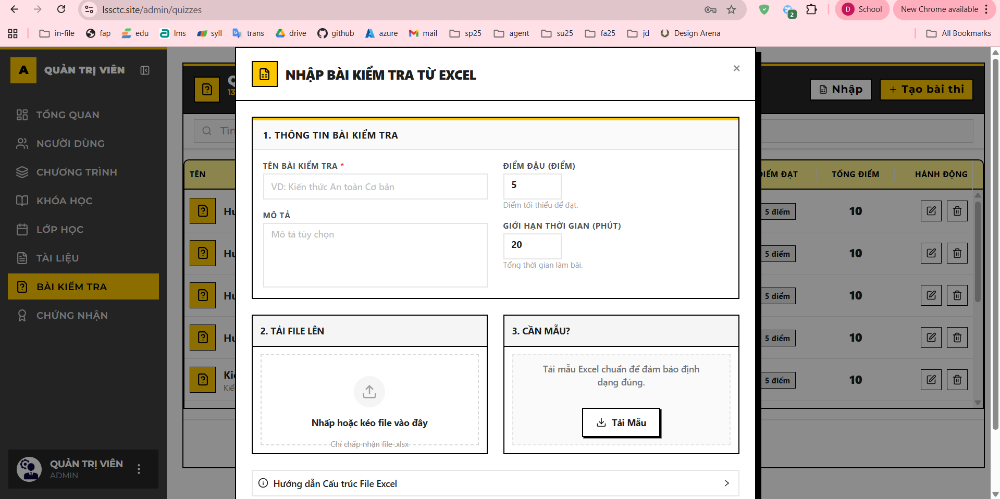 lssctc.site/admin/quizzes
2
D School
New Chrome available
in-file
fap
edu
lms
syll
trans
drive
github
azure
mail
sp25
agent
su25
fa25
jd
Design Arena
All Bookmarks
A QUẢN TRỊ VIÊN
TỔNG QUAN
NGƯỜI DÙNG
CHƯƠNG TRÌNH
KHÓA HỌC
LỚP HỌC
TÀI LIỆU
BÀI KIỂM TRA
CHỨNG NHẬN
QUẢN TRỊ VIÊN
ADMIN
13
Nhập
+ Tạo bài thi
TÊN
ĐIỂM ĐẠT
TỔNG ĐIỂM
HÀNH ĐỘNG
5 điểm
10
5 điểm
10
5 điểm
10
5 điểm
10
5 điểm
10
NHẬP BÀI KIỂM TRA TỪ EXCEL
1. THÔNG TIN BÀI KIỂM TRA
TÊN BÀI KIỂM TRA *
VD: Kiến thức An toàn Cơ bản
MÔ TẢ
Mô tả tùy chọn
ĐIỂM ĐẬU (ĐIỂM)
5
Điểm tối thiểu để đạt.
GIỚI HẠN THỜI GIAN (PHÚT)
20
Tổng thời gian làm bài.
2. TẢI FILE LÊN
Nhấp hoặc kéo file vào đây
Chỉ chấp nhận file .xlsx
3. CẦN MẪU?
Tải mẫu Excel chuẩn để đảm bảo định
dạng đúng.
Tải Mẫu
Hướng dẫn Cấu trúc File Excel